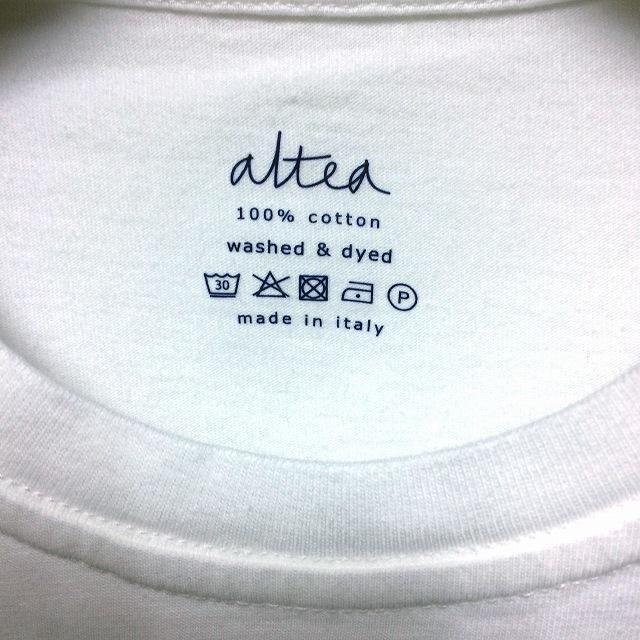 altea
100% cotton
washed & dyed
30 P
made in italy